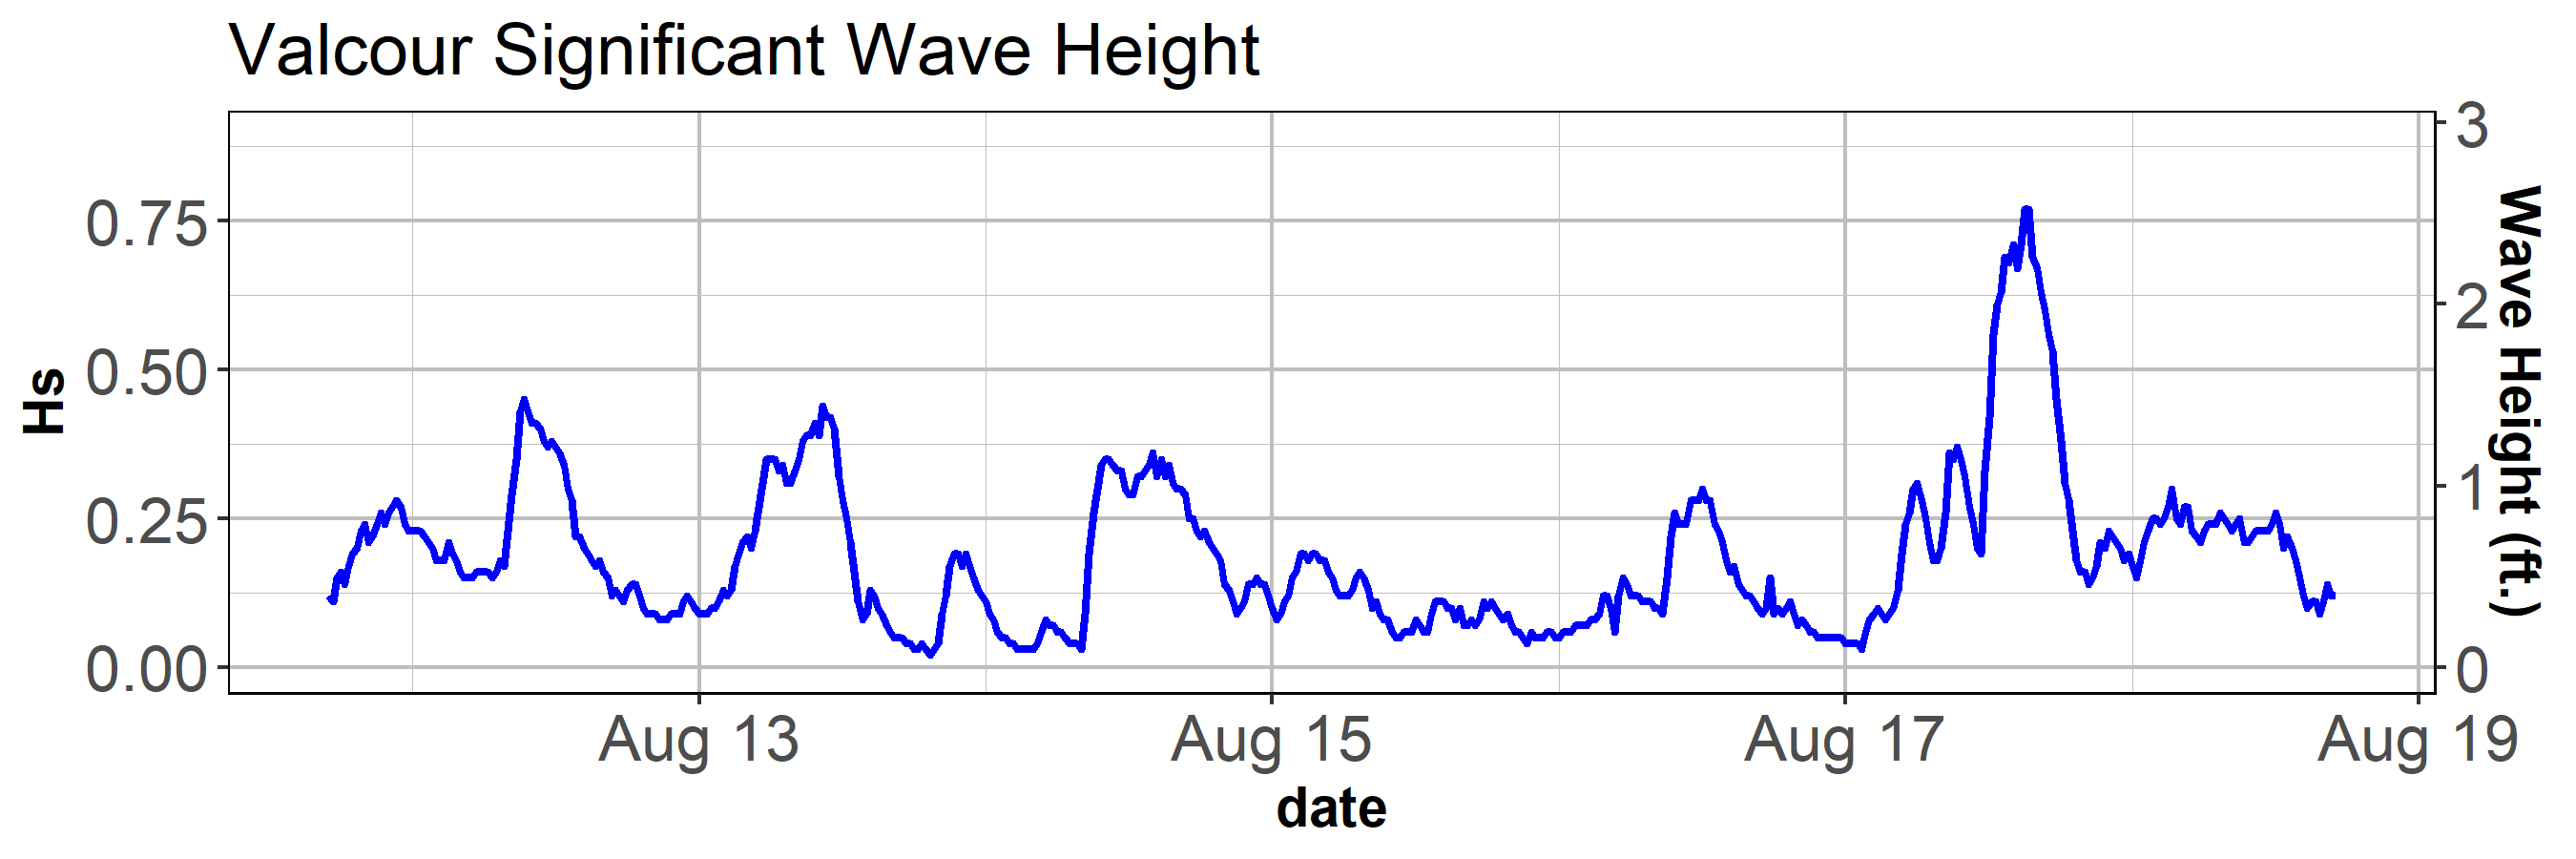 Valcour Significant Wave Height
3
0.75
2
0.50
1
0.25
0.00
0
Hs
Wave Height (ft.)
Aug 13
Aug 15
Aug 17
Aug 19
date